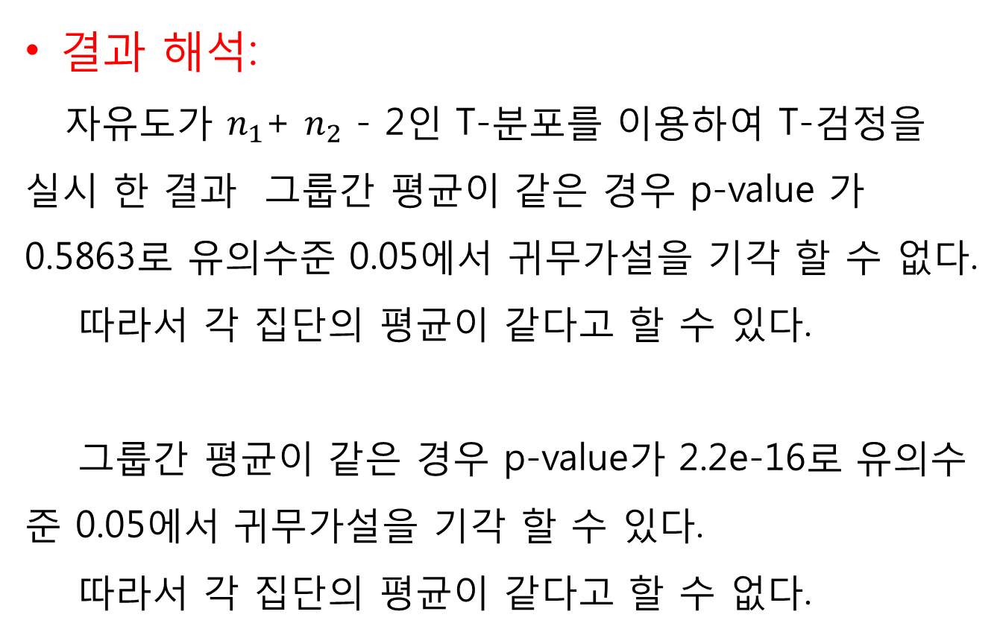 • 결과 해석:
자유도가 𝑛₁+ 𝑛₂ - 2인 T-분포를 이용하여 T-검정을
실시 한 결과 그룹간 평균이 같은 경우 p-value 가
0.5863로 유의수준 0.05에서 귀무가설을 기각 할 수 없다.
따라서 각 집단의 평균이 같다고 할 수 있다.
그룹간 평균이 같은 경우 p-value가 2.2e-16로 유의수
준 0.05에서 귀무가설을 기각 할 수 있다.
따라서 각 집단의 평균이 같다고 할 수 없다.